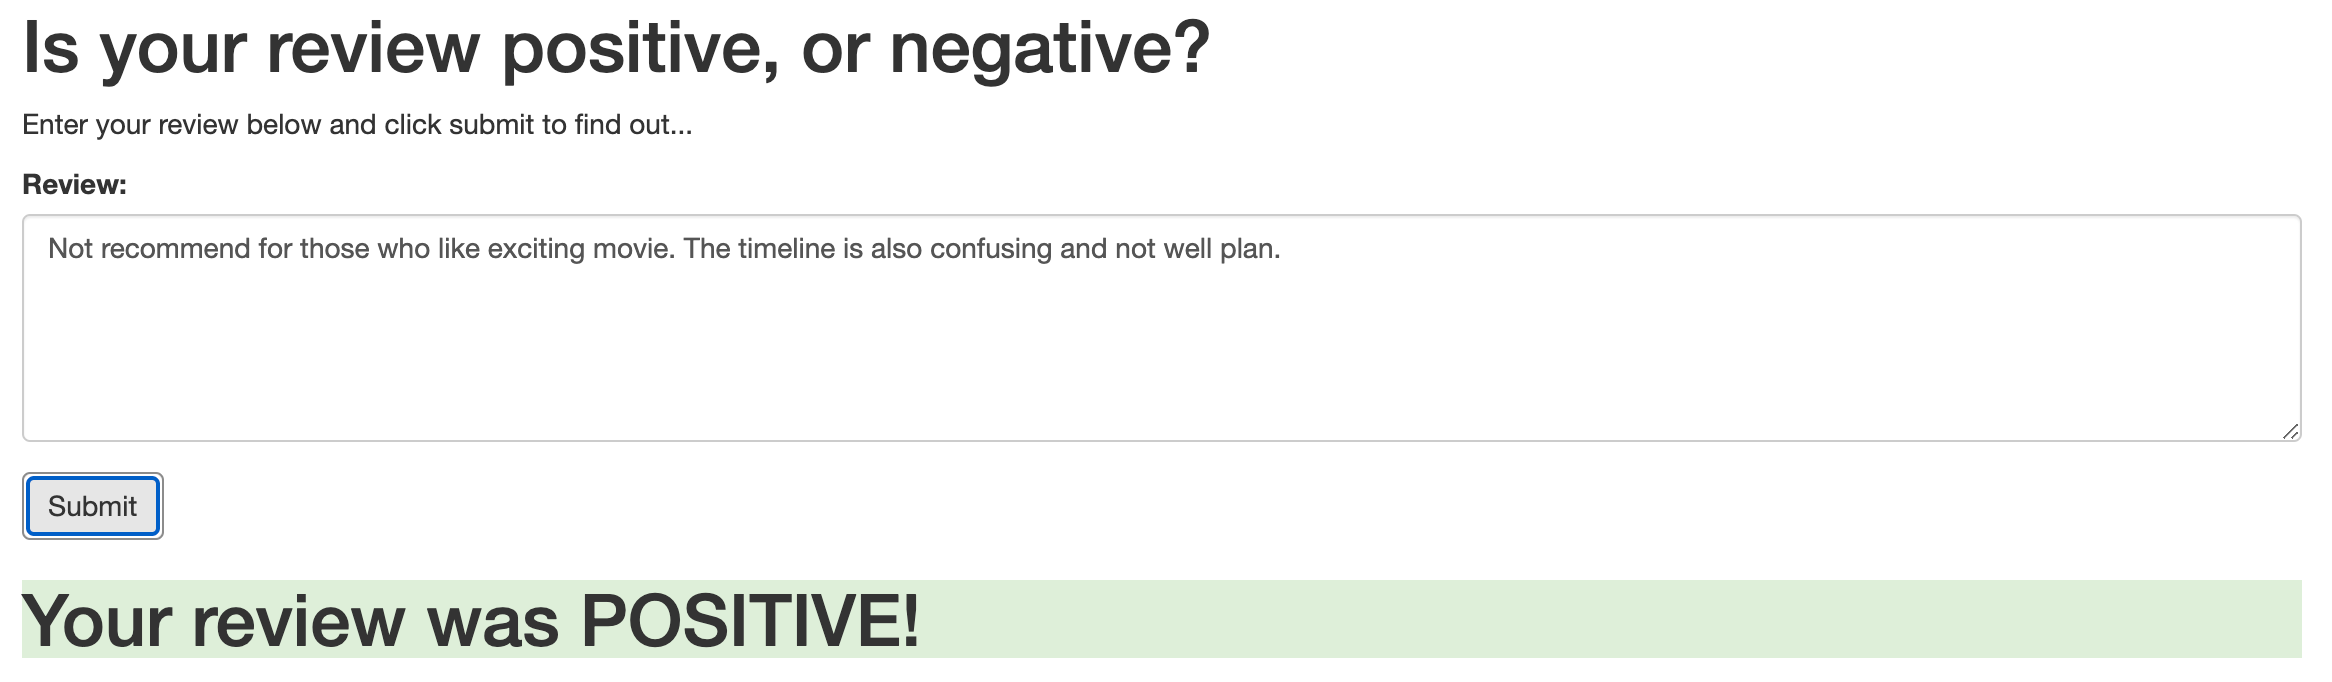 Is your review positive, or negative?
Enter your review below and click submit to find out...
Review:
Not recommend for those who like exciting movie. The timeline is also confusing and not well plan.
Submit
Your review was POSITIVE!